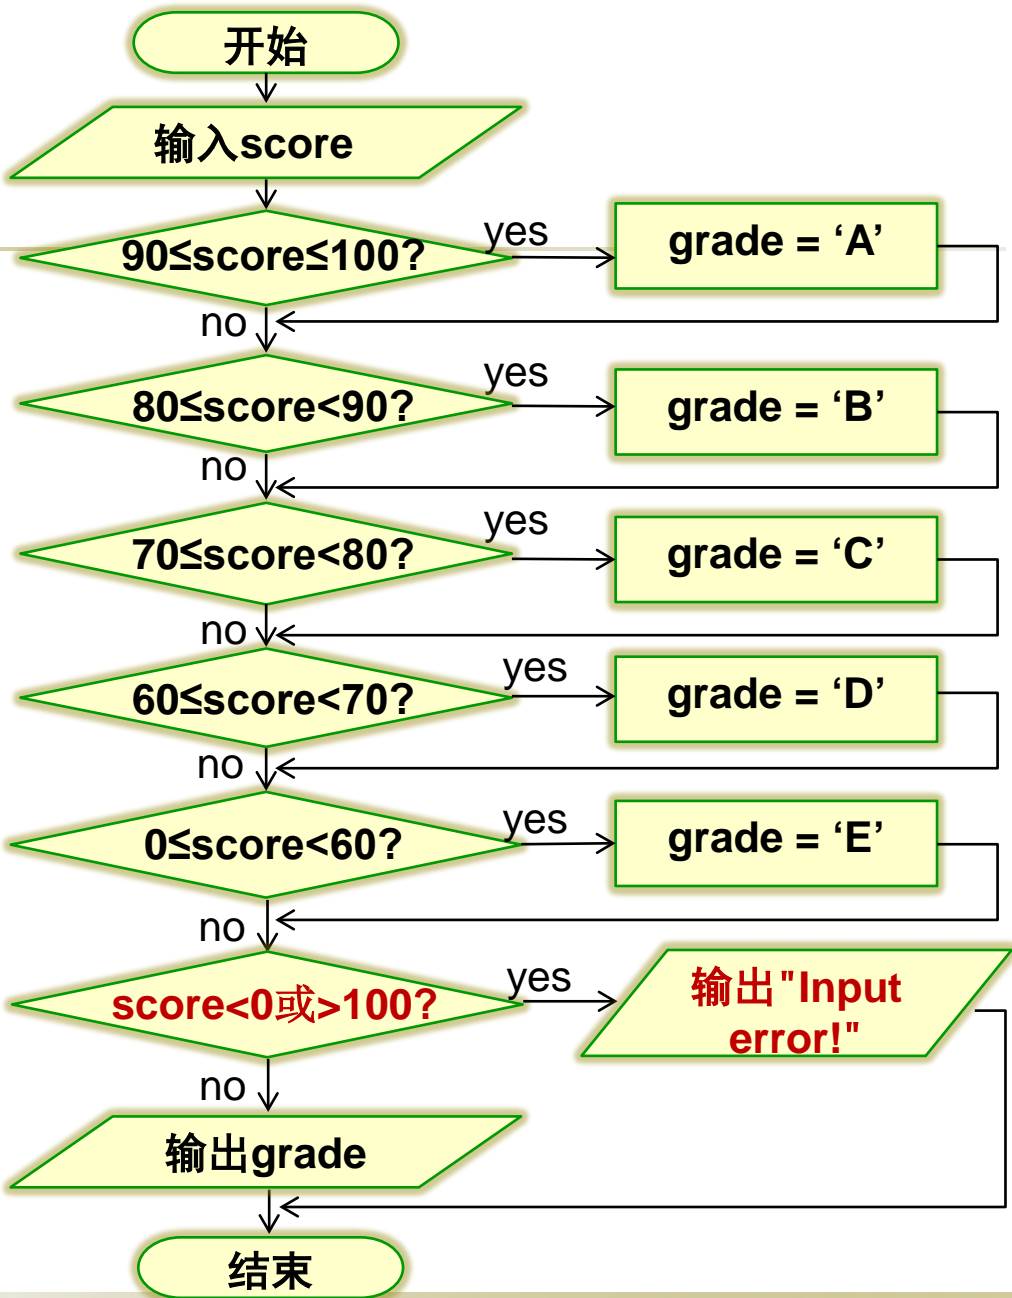 开始
输入score
90≤score≤100?
yes
grade = ‘A’
no
80≤score<90?
yes
grade = ‘B’
no
70≤score<80?
yes
grade = ‘C’
no
60≤score<70?
yes
grade = ‘D’
no
0≤score<60?
yes
grade = ‘E’
no
score<0或>100?
yes
输出"Input
error!"
no
输出grade
结束